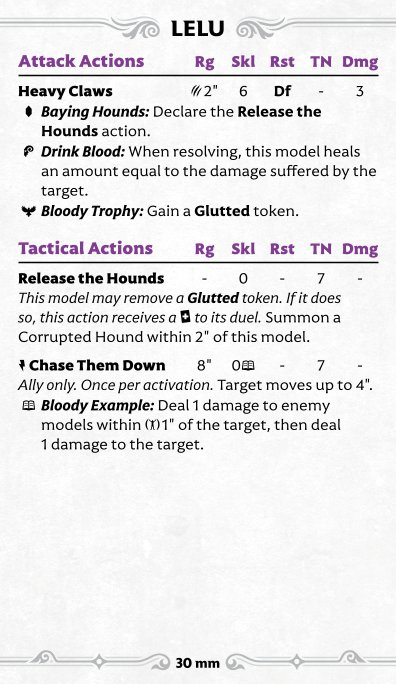 LELU
Attack Actions Rg Skl Rst TN Dmg
Heavy Claws 2" 6 Df - 3
Baying Hounds: Declare the Release the
Hounds action.
Drink Blood: When resolving, this model heals
an amount equal to the damage suffered by the
target.
Bloody Trophy: Gain a Glutted token.
Tactical Actions Rg Skl Rst TN Dmg
Release the Hounds - 0 - 7 -
This model may remove a Glutted token. If it does
so, this action receives a to its duel. Summon a
Corrupted Hound within 2" of this model.
Chase Them Down 8" 0 - 7 -
Ally only. Once per activation. Target moves up to 4".
Bloody Example: Deal 1 damage to enemy
models within 1" of the target, then deal
1 damage to the target.
30 mm